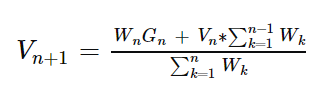 V_{n+1} = \frac{W_n G_n + V_n * \sum_{k=1}^{n-1} W_k}{\sum_{k=1}^{n} W_k}